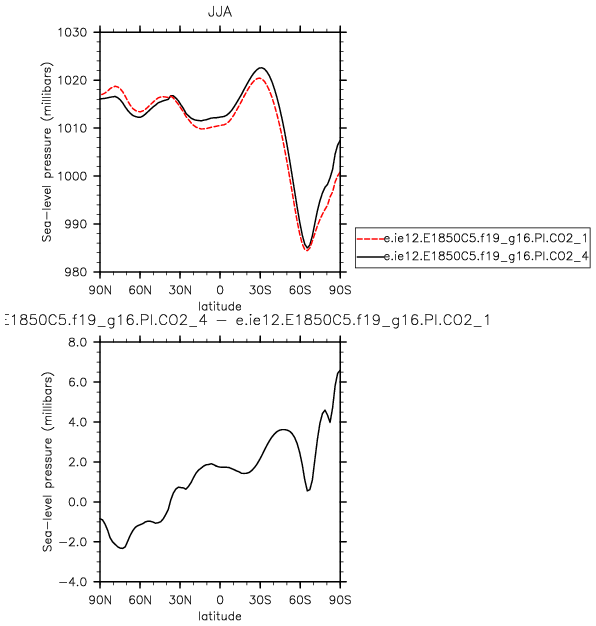 JJA
1030
1020
1010
1000
990
980
Sea-level pressure (millibars)
90N 60N 30N 0 30S 60S 90S
latitude
e.ie12.E1850C5.f19_g16.PI.CO2_1
e.ie12.E1850C5.f19_g16.PI.CO2_4
E1850C5.f19_g16.PI.CO2_4 - e.ie12.E1850C5.f19_g16.PI.CO2_1
8.0
6.0
4.0
2.0
0.0
-2.0
-4.0
Sea-level pressure (millibars)
90N 60N 30N 0 30S 60S 90S
latitude